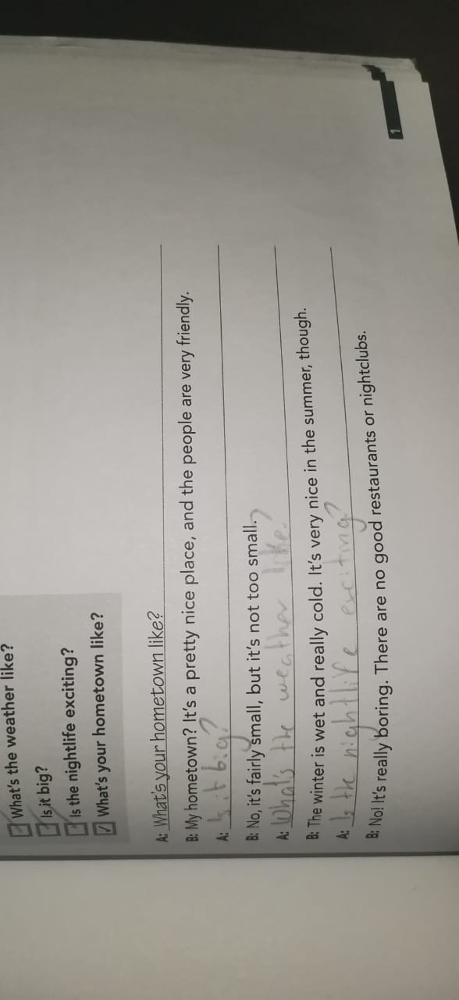 What's the weather like?
Is it big?
Is the nightlife exciting?
What's your hometown like?
A: What's your hometown like?
B: My hometown? It's a pretty nice place, and the people are very friendly.
A: Is it big?
B: No, it's fairly small, but it's not too small.
A: What's the weather like?
B: The winter is wet and really cold. It's very nice in the summer, though.
A: Is the nightlife exciting?
B: No! It's really boring. There are no good restaurants or nightclubs.
1